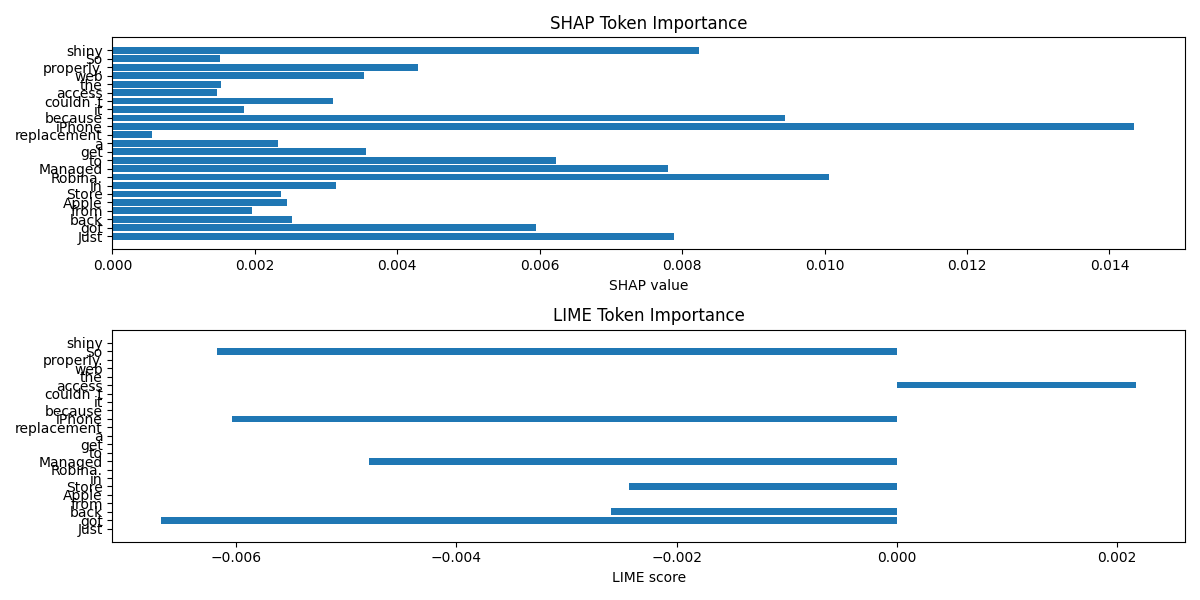 SHAP Token Importance
shiny
So
properly.
web
the
access
couldn't
it
because
iPhone
replacement
a
get
to
Managed
Robina.
in
Store
Apple
from
back
got
Just
0.000 0.002 0.004 0.006 0.008 0.010 0.012 0.014
SHAP value
LIME Token Importance
shiny
So
properly.
web
the
access
couldn't
it
because
iPhone
replacement
a
get
to
Managed
Robina.
in
Store
Apple
from
back
got
Just
−0.006 −0.004 −0.002 0.000 0.002
LIME score